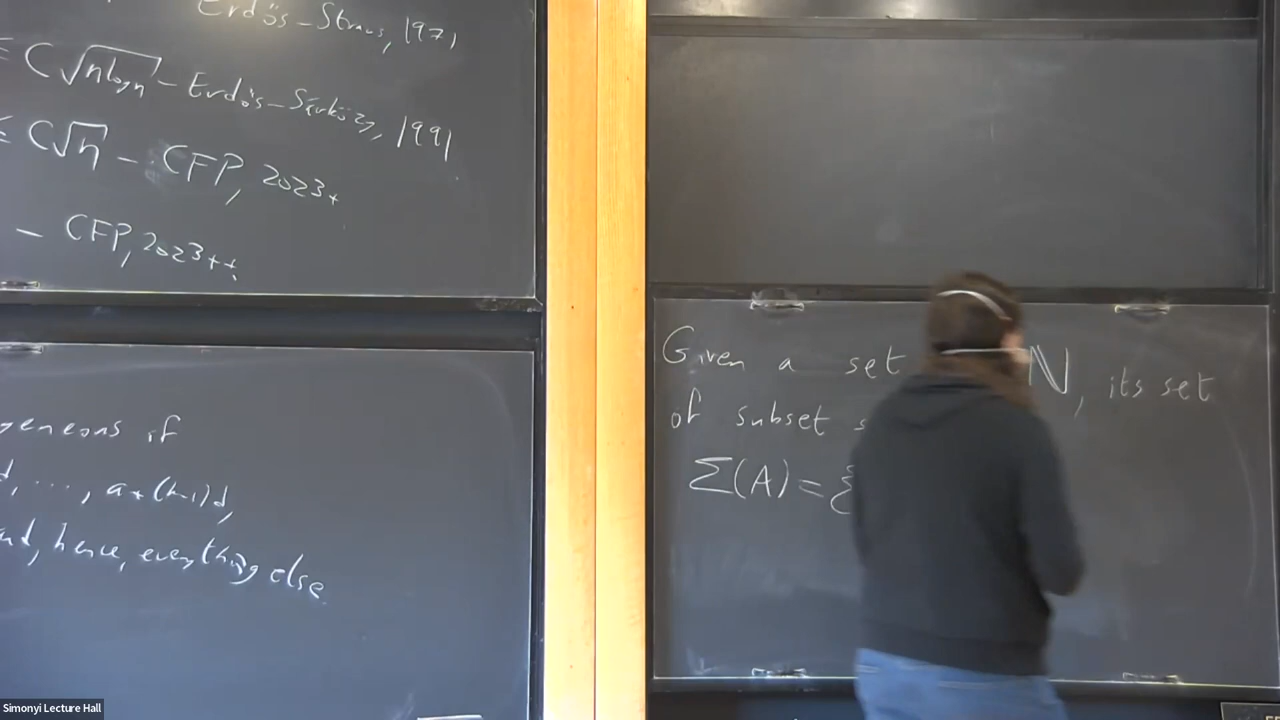 Erdős-Straus, 1971
≤ C√n log n - Erdős-Sárközy, 1991
≤ C√n - CFP, 2023+
- CFP, 2023++
geneous if
d, ..., a+(k-1)d,
and, hence, everything else
Given a set ℕ, its set
of subset s
Σ(A) = {
Simonyi Lecture Hall